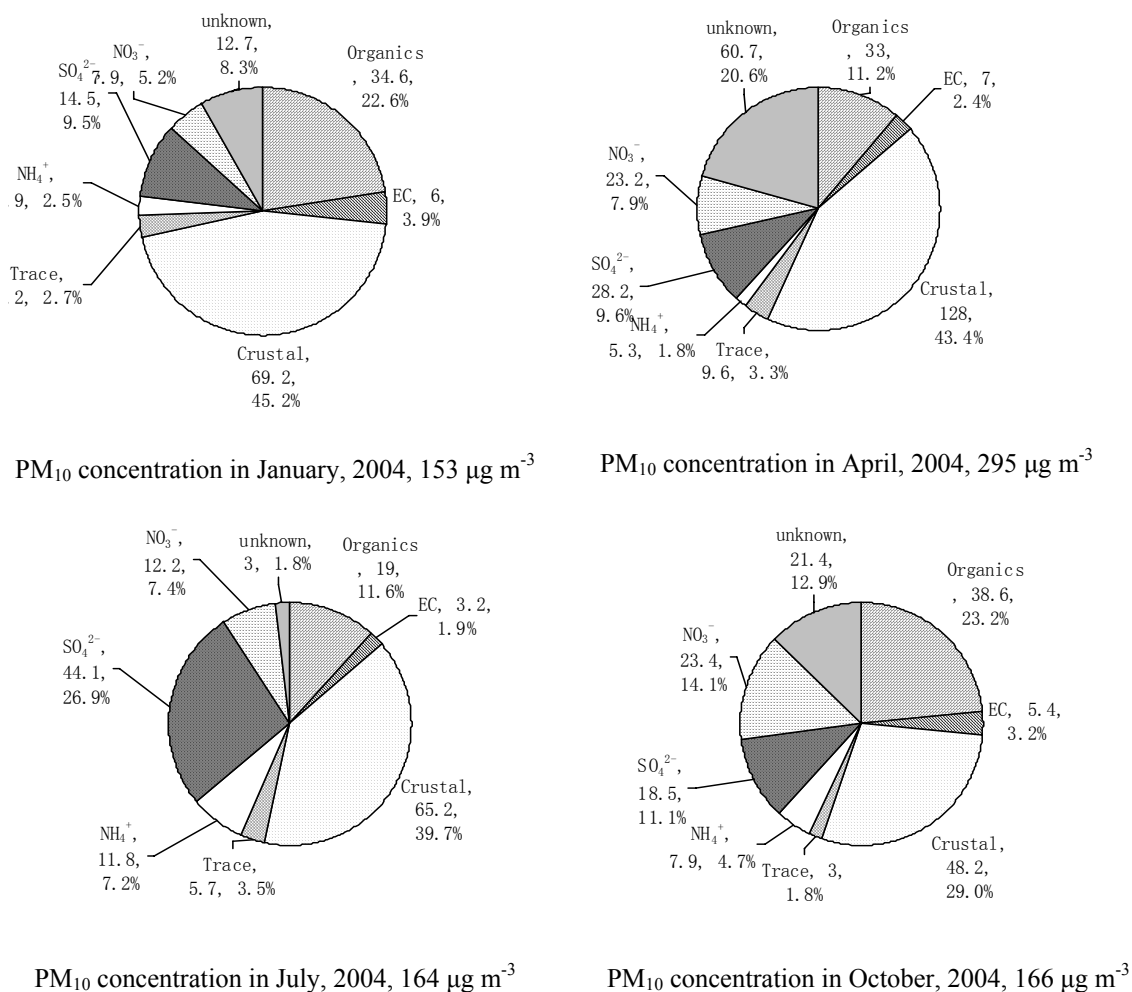 unknown,
12.7,
8.3%
Organics
, 34.6,
22.6%
EC, 6,
3.9%
Crustal,
69.2,
45.2%
Trace,
.2, 2.7%
NH₄⁺,
.9, 2.5%
SO₄²⁻,
14.5,
9.5%
NO₃⁻,
7.9, 5.2%
PM₁₀ concentration in January, 2004, 153 μg m⁻³
unknown,
60.7,
20.6%
Organics
, 33,
11.2%
EC, 7,
2.4%
Crustal,
128,
43.4%
Trace,
9.6, 3.3%
NH₄⁺,
5.3, 1.8%
SO₄²⁻,
28.2,
9.6%
NO₃⁻,
23.2,
7.9%
PM₁₀ concentration in April, 2004, 295 μg m⁻³
unknown,
3, 1.8%
Organics
, 19,
11.6%
EC, 3.2,
1.9%
Crustal,
65.2,
39.7%
Trace,
5.7, 3.5%
NH₄⁺,
11.8,
7.2%
SO₄²⁻,
44.1,
26.9%
NO₃⁻,
12.2,
7.4%
PM₁₀ concentration in July, 2004, 164 μg m⁻³
unknown,
21.4,
12.9%
Organics
, 38.6,
23.2%
EC, 5.4,
3.2%
Crustal,
48.2,
29.0%
Trace, 3,
1.8%
NH₄⁺,
7.9, 4.7%
SO₄²⁻,
18.5,
11.1%
NO₃⁻,
23.4,
14.1%
PM₁₀ concentration in October, 2004, 166 μg m⁻³